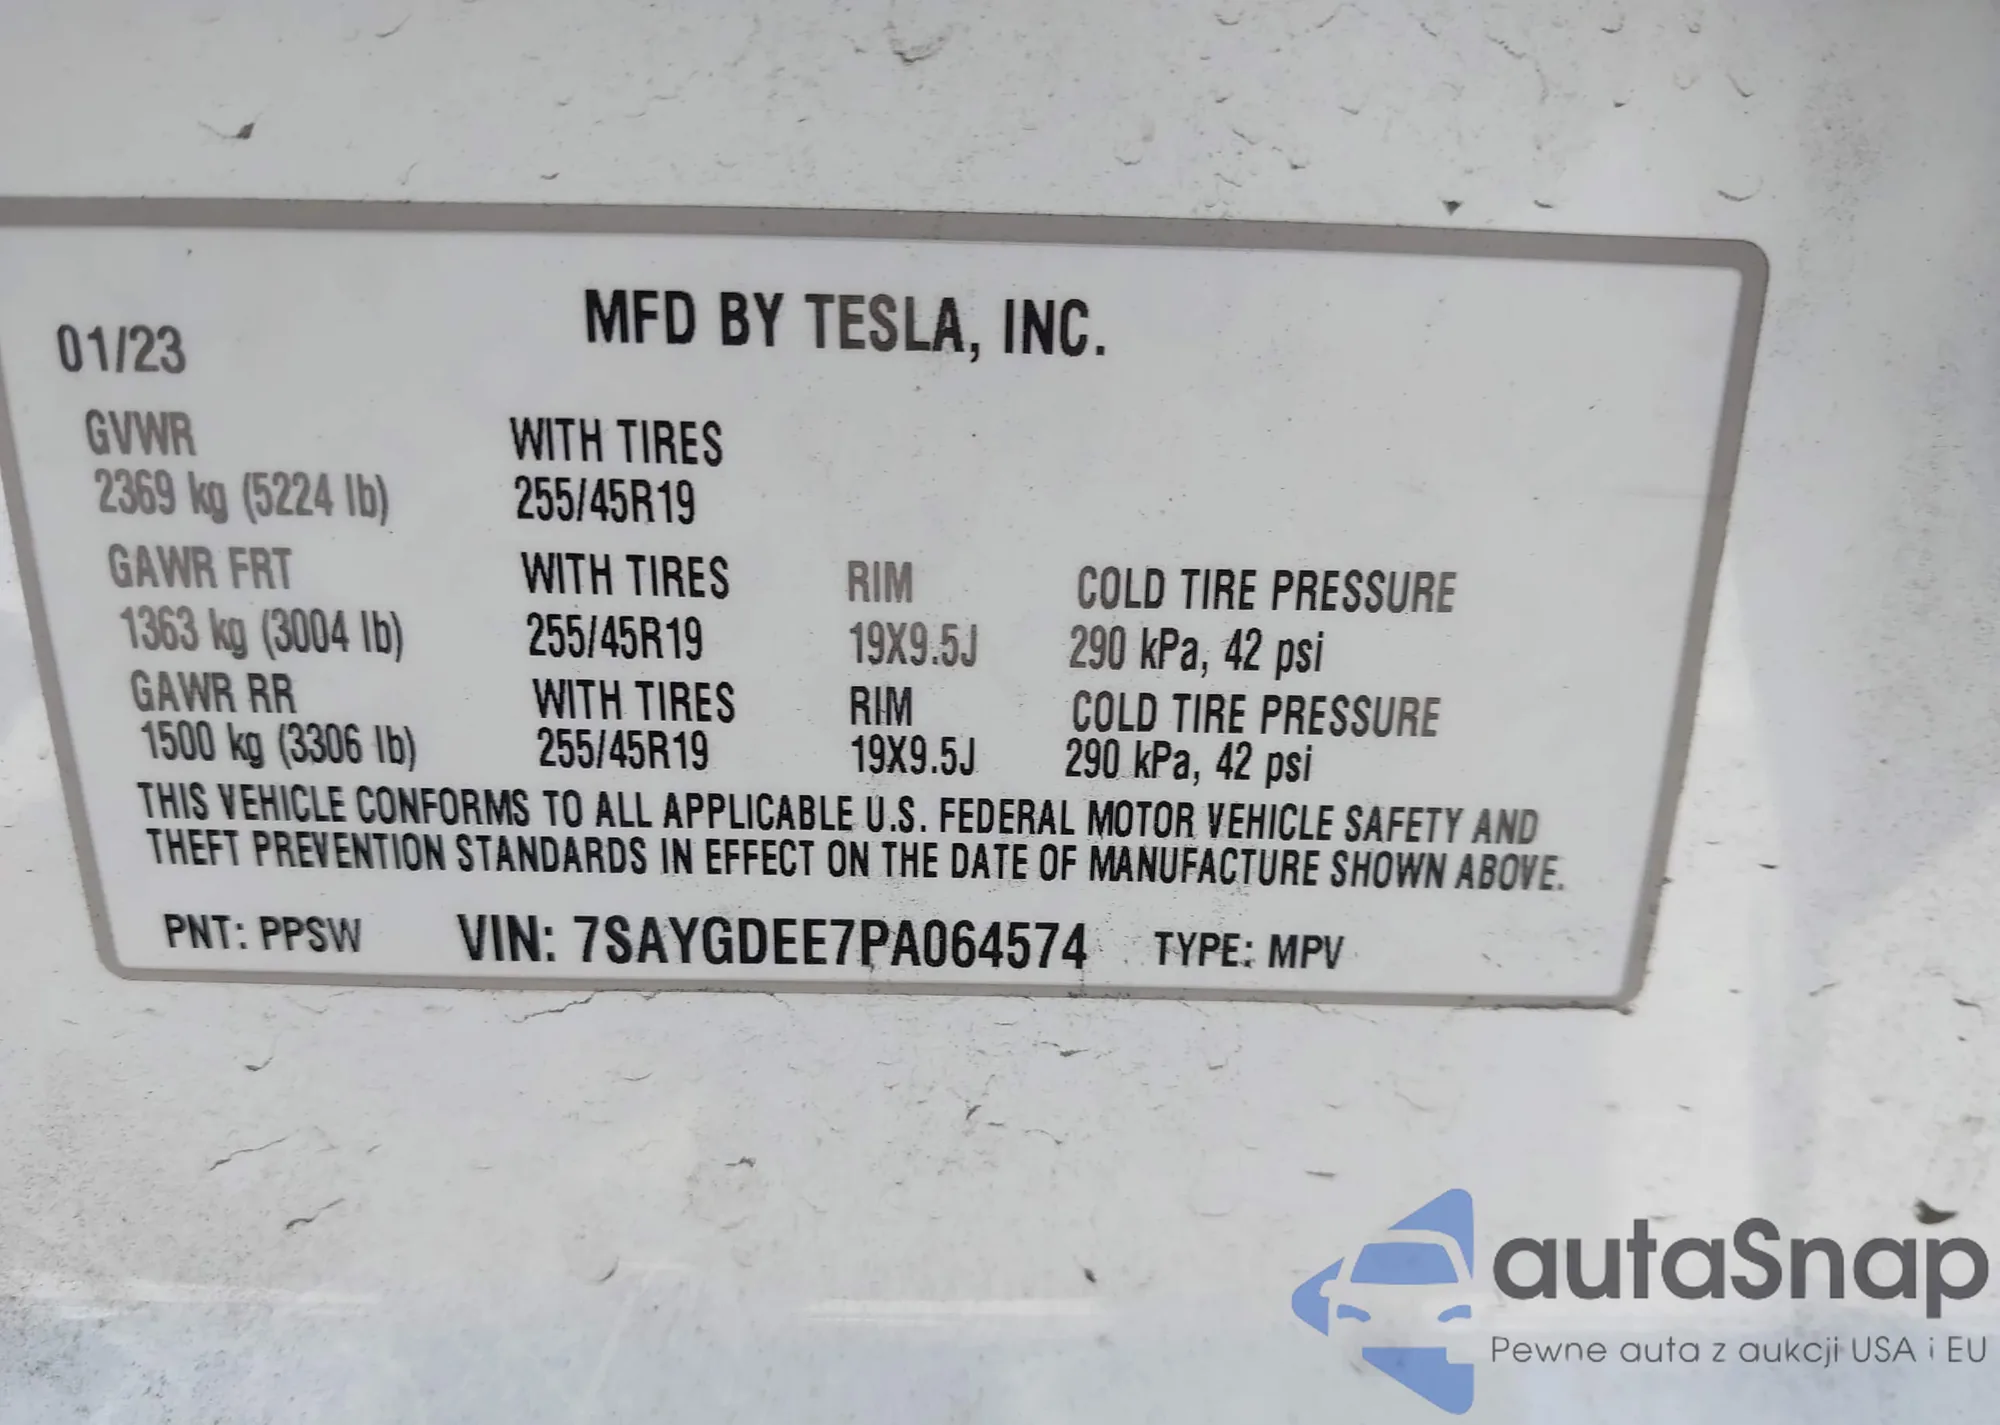 MFD BY TESLA, INC.
01/23
GVWR WITH TIRES
2369 kg (5224 lb) 255/45R19
GAWR FRT WITH TIRES RIM COLD TIRE PRESSURE
1363 kg (3004 lb) 255/45R19 19X9.5J 290 kPa, 42 psi
GAWR RR WITH TIRES RIM COLD TIRE PRESSURE
1500 kg (3306 lb) 255/45R19 19X9.5J 290 kPa, 42 psi
THIS VEHICLE CONFORMS TO ALL APPLICABLE U.S. FEDERAL MOTOR VEHICLE SAFETY AND
THEFT PREVENTION STANDARDS IN EFFECT ON THE DATE OF MANUFACTURE SHOWN ABOVE.
PNT: PPSW VIN: 7SAYGDEE7PA064574 TYPE: MPV
autaSnap
Pewne auta z aukcji USA i EU